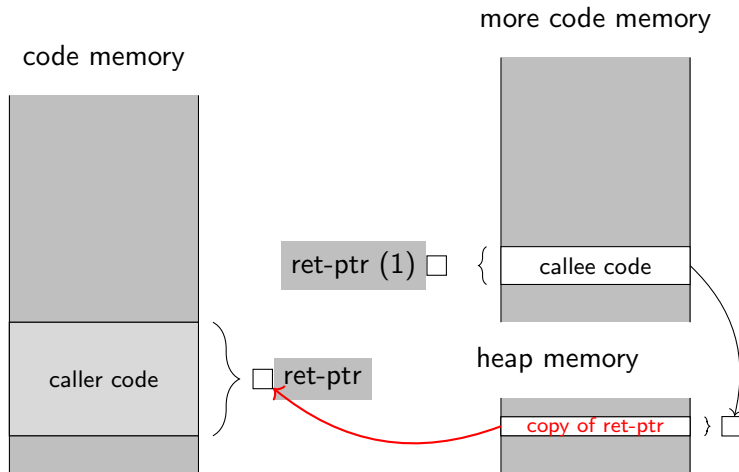 more code memory
code memory
ret-ptr (1)
callee code
caller code
ret-ptr
heap memory
copy of ret-ptr